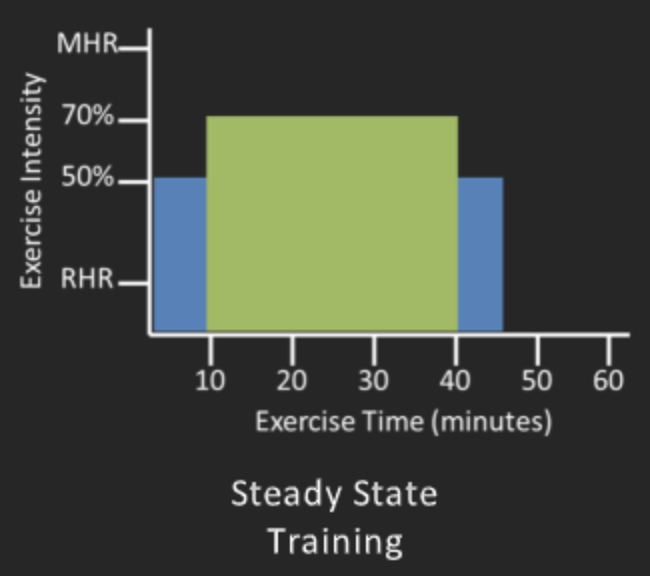 MHR
70%
50%
RHR
Exercise Intensity
10 20 30 40 50 60
Exercise Time (minutes)
Steady State
Training